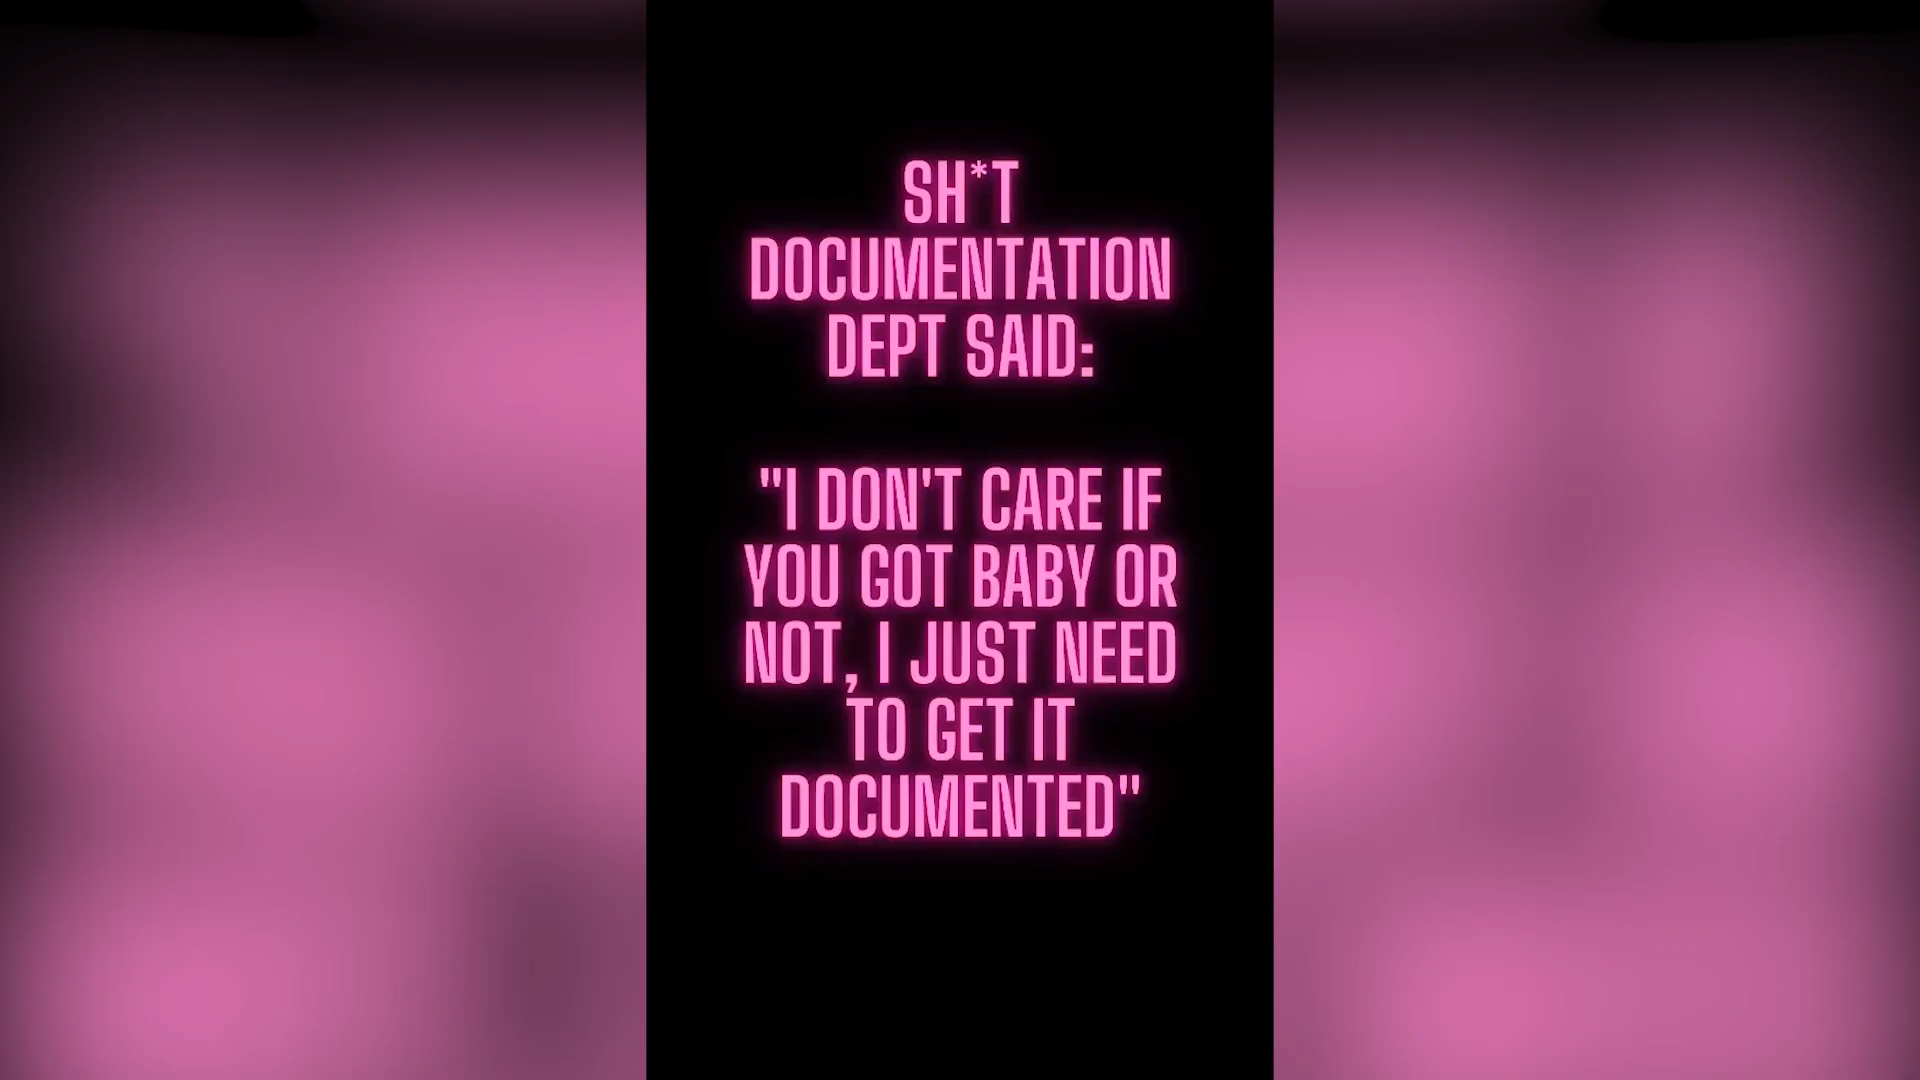 SH*T
DOCUMENTATION
DEPT SAID:
"I DON'T CARE IF
YOU GOT BABY OR
NOT, I JUST NEED
TO GET IT
DOCUMENTED"